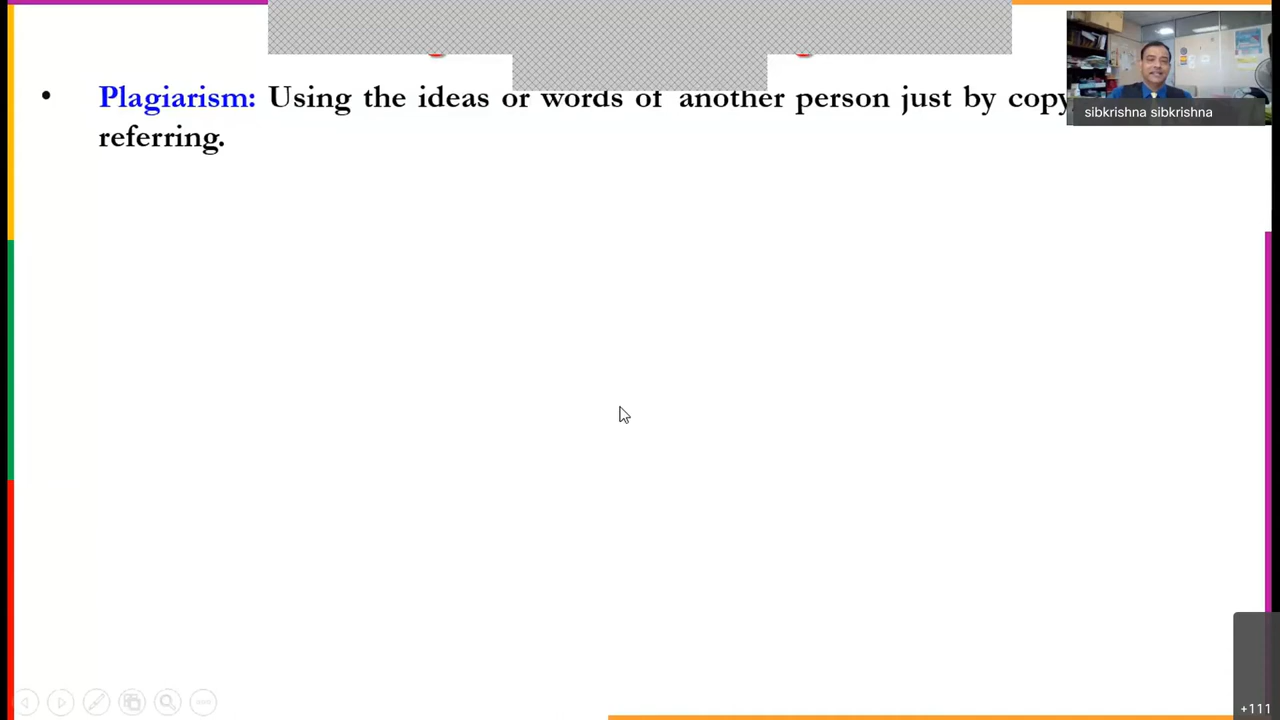 • Plagiarism: Using the ideas or words of another person just by copy
referring.
sibkrishna sibkrishna
+111